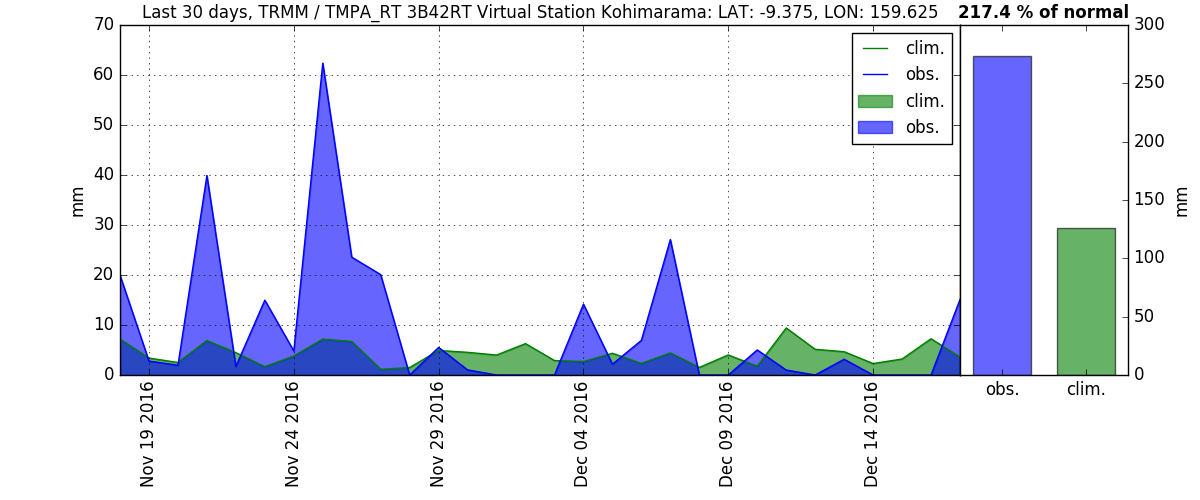 Last 30 days, TRMM / TMPA_RT 3B42RT Virtual Station Kohimarama: LAT: -9.375, LON: 159.625
217.4 % of normal
70
60
50
40
30
20
10
0
mm
clim.
obs.
clim.
obs.
Nov 19 2016
Nov 24 2016
Nov 29 2016
Dec 04 2016
Dec 09 2016
Dec 14 2016
300
250
200
150
100
50
0
mm
obs.
clim.